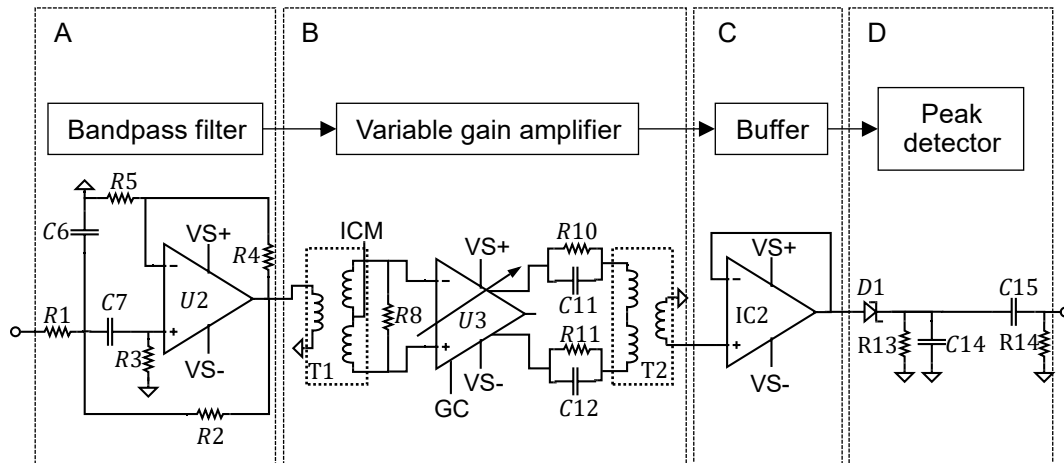 A
B
C
D
Bandpass filter
Variable gain amplifier
Buffer
Peak
detector
R5
C6
VS+
R4
−
U2
C7
R1
+
R3
VS-
R2
ICM
T1
R8
VS+
−
U3
+
VS-
GC
R10
C11
R11
C12
T2
VS+
−
IC2
+
VS-
D1
R13
C14
C15
R14